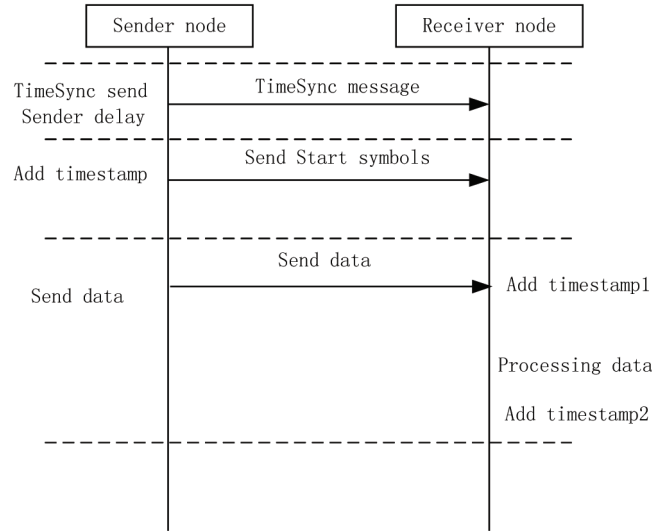 Sender node
Receiver node
TimeSync send
Sender delay
TimeSync message
Add timestamp
Send Start symbols
Send data
Send data
Add timestamp1
Processing data
Add timestamp2